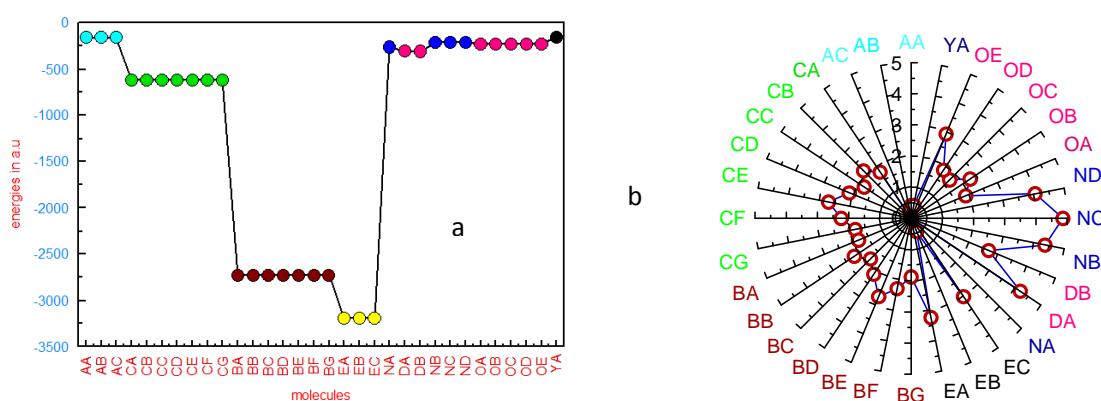 0
-500
-1000
-1500
-2000
-2500
-3000
-3500
energies in a.u
AA AB AC CA CB CC CD CE CF CG BA BB BC BD BE BF BG EA EB EC NA DA DB NB NC ND OA OB OC OD OE YA
molecules
a
b
5
4
3
2
AA
YA
OE
OD
OC
OB
OA
ND
NC
NB
DB
DA
NA
EC
EB
EA
BG
BF
BE
BD
BC
BB
BA
CG
CF
CE
CD
CC
CB
CA
AC
AB